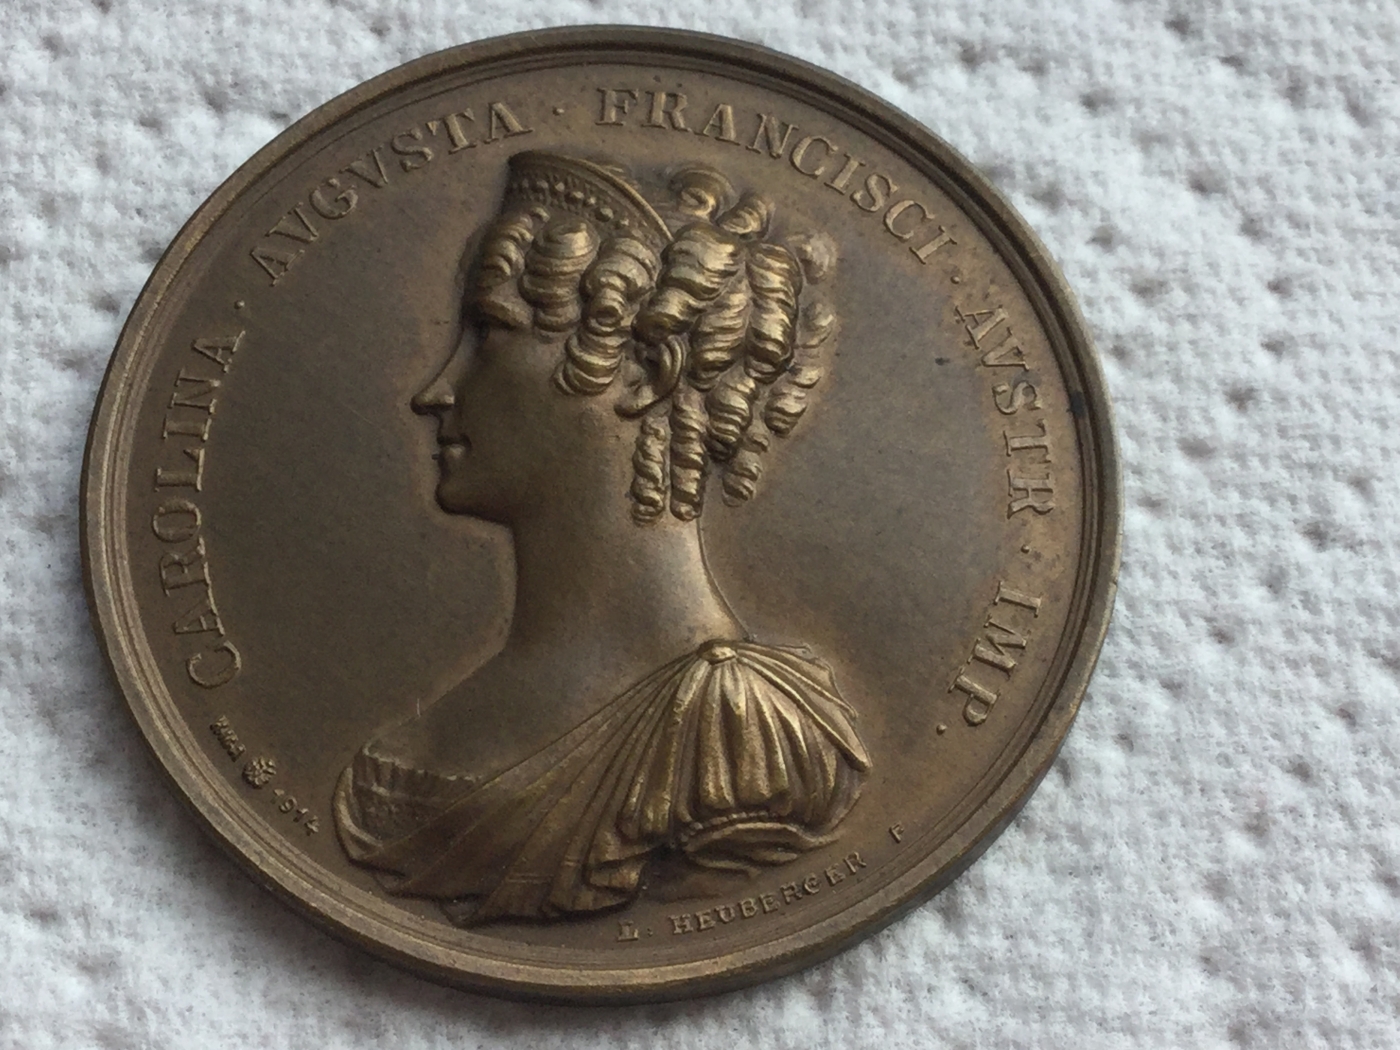 CAROLINA · AVGVSTA · FRANCISCI · AVSTR · IMP.
L. HEUBERGER F
1914